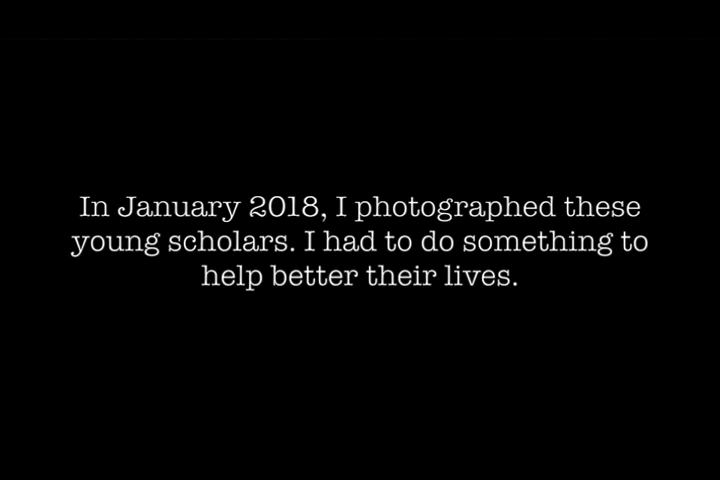 In January 2018, I photographed these
young scholars. I had to do something to
help better their lives.